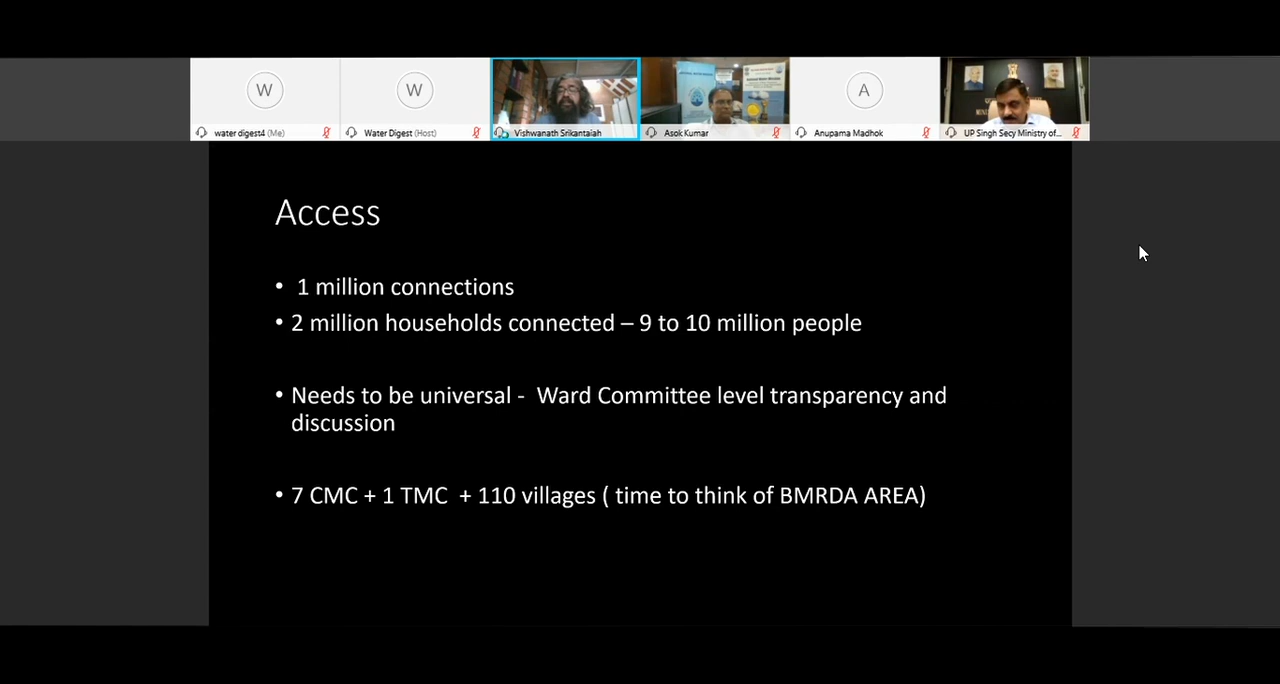 W
W
A
water digest4 (Me)
Water Digest (Host)
Vishwanath Srikantaiah
Asok Kumar
Anupama Madhok
UP Singh Secy Ministry of...
Access
• 1 million connections
• 2 million households connected – 9 to 10 million people
• Needs to be universal - Ward Committee level transparency and
discussion
• 7 CMC + 1 TMC + 110 villages ( time to think of BMRDA AREA)